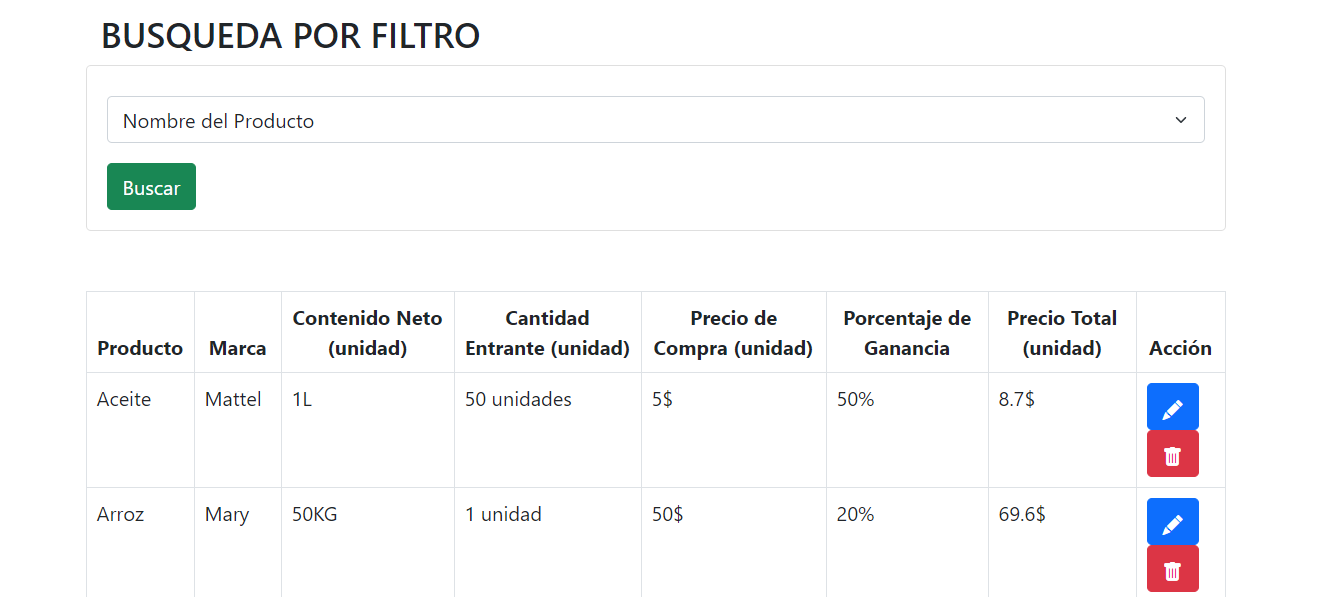 BUSQUEDA POR FILTRO
Nombre del Producto
Buscar
Producto Marca Contenido Neto (unidad) Cantidad Entrante (unidad) Precio de Compra (unidad) Porcentaje de Ganancia Precio Total (unidad) Acción
Aceite Mattel 1L 50 unidades 5$ 50% 8.7$
Arroz Mary 50KG 1 unidad 50$ 20% 69.6$